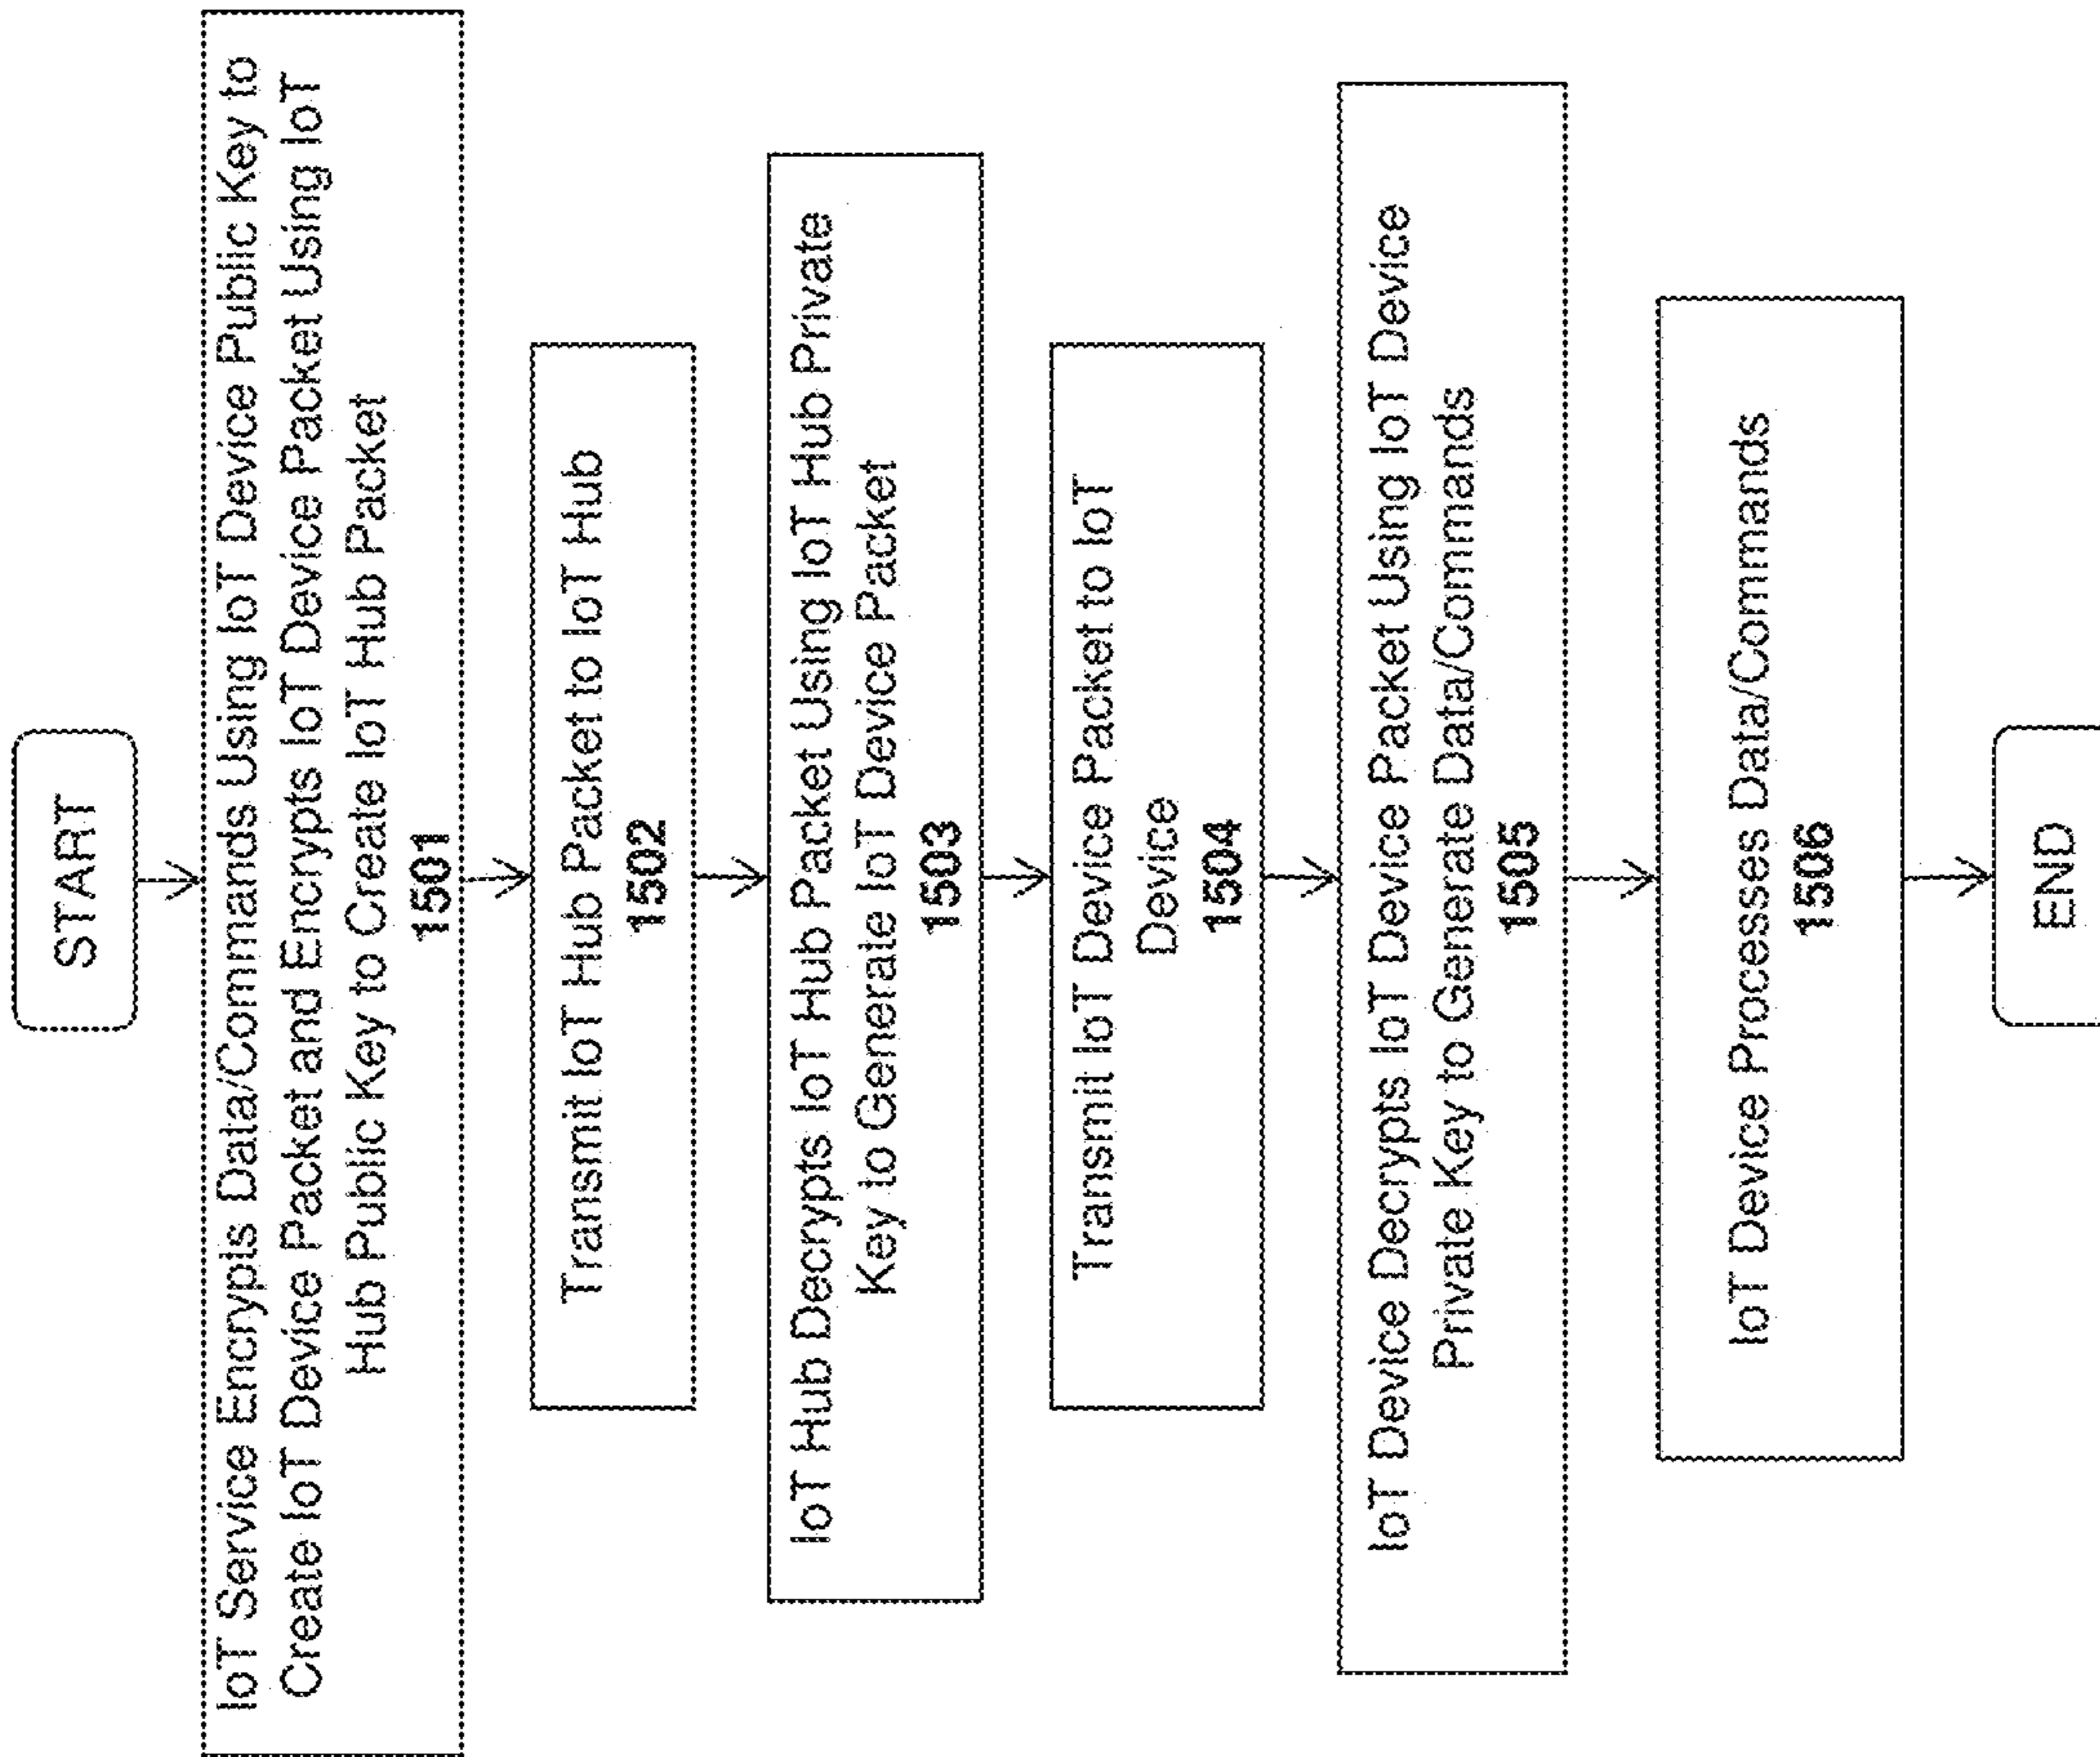 START
IoT Service Encrypts Data/Commands Using IoT Device Public Key to
Create IoT Device Packet and Encrypts IoT Device Packet Using IoT
Hub Public Key to Create IoT Hub Packet
1501
Transmit IoT Hub Packet to IoT Hub
1502
IoT Hub Decrypts IoT Hub Packet Using IoT Hub Private
Key to Generate IoT Device Packet
1503
Transmit IoT Device Packet to IoT
Device
1504
IoT Device Decrypts IoT Device Packet Using IoT Device
Private Key to Generate Data/Commands
1505
IoT Device Processes Data/Commands
1506
END